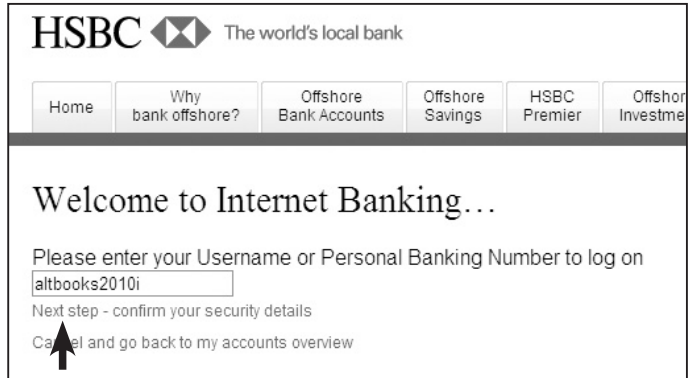 HSBC The world's local bank
Home Why bank offshore? Offshore Bank Accounts Offshore Savings HSBC Premier
Welcome to Internet Banking...
Please enter your Username or Personal Banking Number to log on
altbooks2010i
Next step - confirm your security details
and go back to my accounts overview